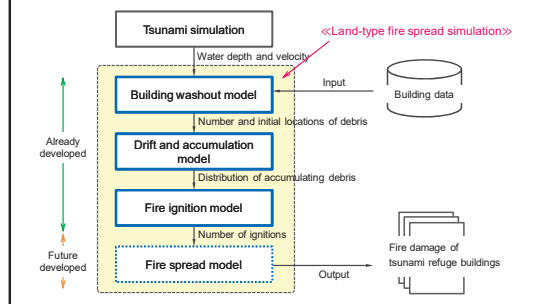 Tsunami simulation
≪Land-type fire spread simulation≫
Water depth and velocity
Building washout model
Input
Building data
Number and initial locations of debris
Already
developed
Drift and accumulation
model
Distribution of accumulating debris
Fire ignition model
Number of ignitions
Future
developed
Fire spread model
Output
Fire damage of
tsunami refuge buildings